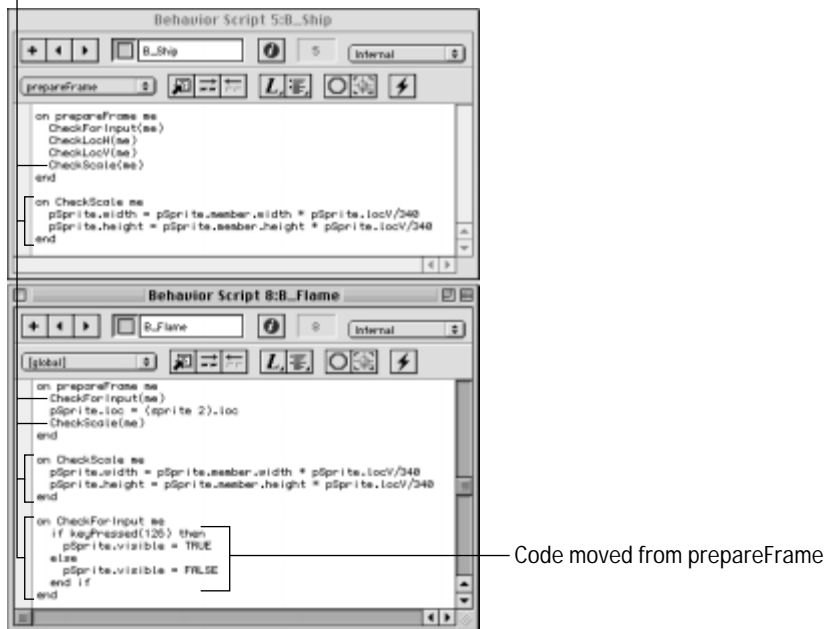 Behavior Script 5:B_Ship
B_Ship
5
Internal
prepareFrame
L
on prepareFrame me
CheckForInput(me)
CheckLocH(me)
CheckLocV(me)
CheckScale(me)
end
on CheckScale me
pSprite.width = pSprite.member.width * pSprite.locV/340
pSprite.height = pSprite.member.height * pSprite.locV/340
end
Behavior Script 8:B_Flame
B_Flame
8
Internal
[global]
L
on prepareFrame me
CheckForInput(me)
pSprite.loc = (sprite 2).loc
CheckScale(me)
end
on CheckScale me
pSprite.width = pSprite.member.width * pSprite.locV/340
pSprite.height = pSprite.member.height * pSprite.locV/340
end
on CheckForInput me
if keyPressed(126) then
pSprite.visible = TRUE
else
pSprite.visible = FALSE
end if
end
Code moved from prepareFrame